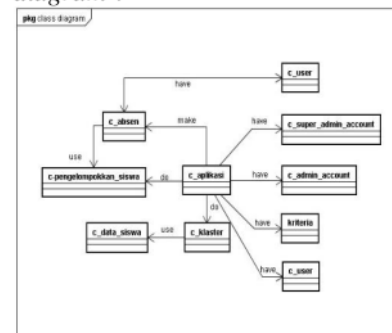 pkg class diagram
c_user
have
c_absen
make
have
c_super_admin_account
use
c.pengelompokkan_siswa
do
c_aplikasi
have
c_admin_account
do
have
kriteria
c_data_siswa
use
c_klaster
have
c_user